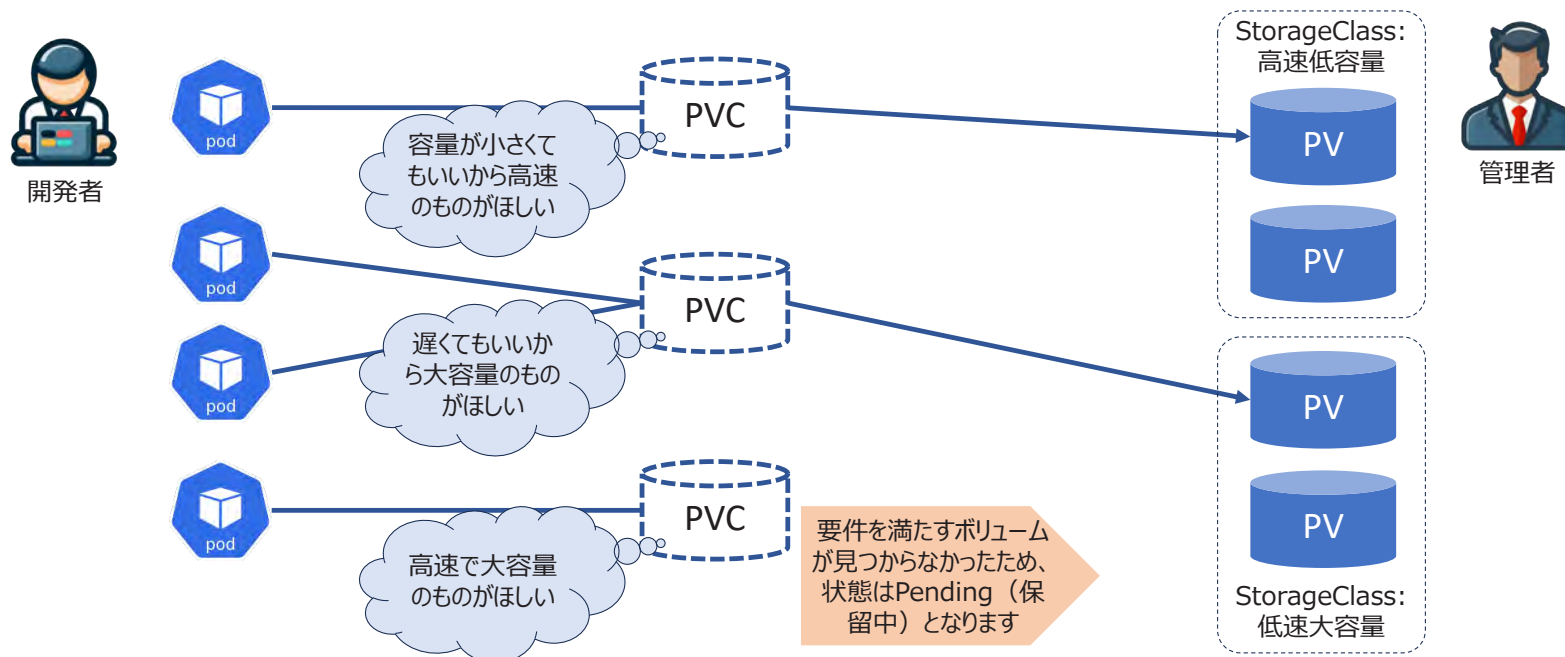 開発者
pod
pod
pod
pod
容量が小さくて
もいいから高速
のものがほしい
遅くてもいいか
ら大容量のもの
がほしい
高速で大容量
のものがほしい
PVC
PVC
PVC
要件を満たすボリューム
が見つからなかったため、
状態はPending（保
留中）となります
StorageClass:
高速低容量
PV
PV
PV
PV
StorageClass:
低速大容量
管理者